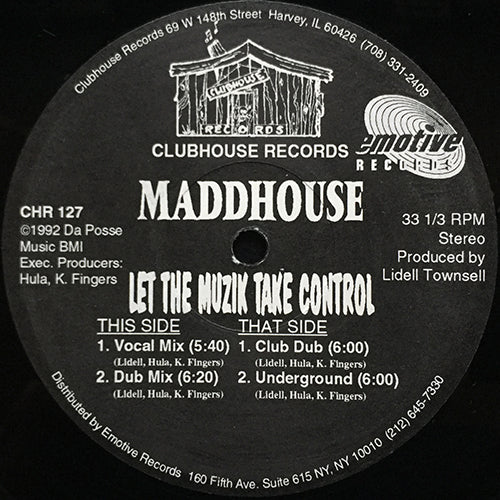 Clubhouse Records 69 W 148th Street Harvey, IL 60426 (708) 331-2409
CLUBHOUSE
RECORDS
CLUBHOUSE RECORDS
emotive
RECORDS
MADDHOUSE
CHR 127
©1992 Da Posse
Music BMI
Exec. Producers:
Hula, K. Fingers
33 1/3 RPM
Stereo
Produced by
Lidell Townsell
LET THE MUZIK TAKE CONTROL
THIS SIDE
1. Vocal Mix (5:40)
(Lidell, Hula, K. Fingers)
2. Dub Mix (6:20)
(Lidell, Hula, K. Fingers)
THAT SIDE
1. Club Dub (6:00)
(Lidell, Hula, K. Fingers)
2. Underground (6:00)
(Lidell, Hula, K. Fingers)
Distributed by Emotive Records 160 Fifth Ave. Suite 615 NY, NY 10010 (212) 645-7330